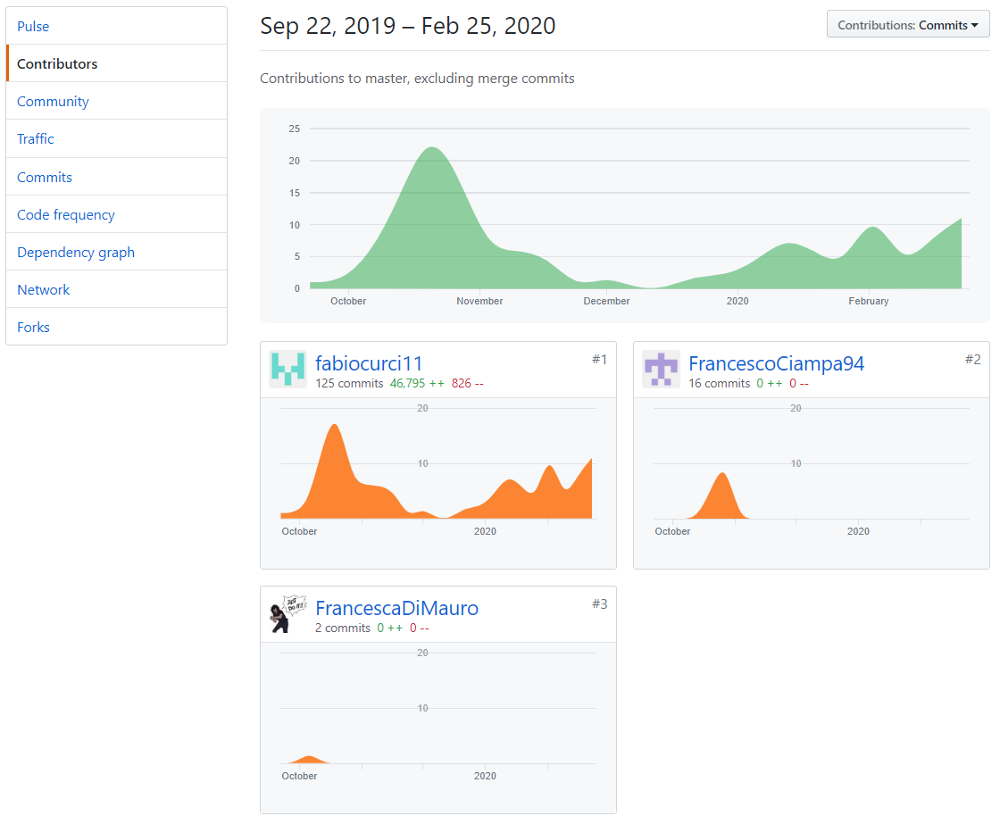 Pulse
Contributors
Community
Traffic
Commits
Code frequency
Dependency graph
Network
Forks
Sep 22, 2019 – Feb 25, 2020
Contributions: Commits
Contributions to master, excluding merge commits
25
20
15
10
5
0
October November December 2020 February
fabiocurci11 #1
125 commits 46,795 ++ 826 --
20
10
October 2020
FrancescoCiampa94 #2
16 commits 0 ++ 0 --
20
10
October 2020
JUST
DO IT!!
FrancescaDiMauro #3
2 commits 0 ++ 0 --
20
10
October 2020